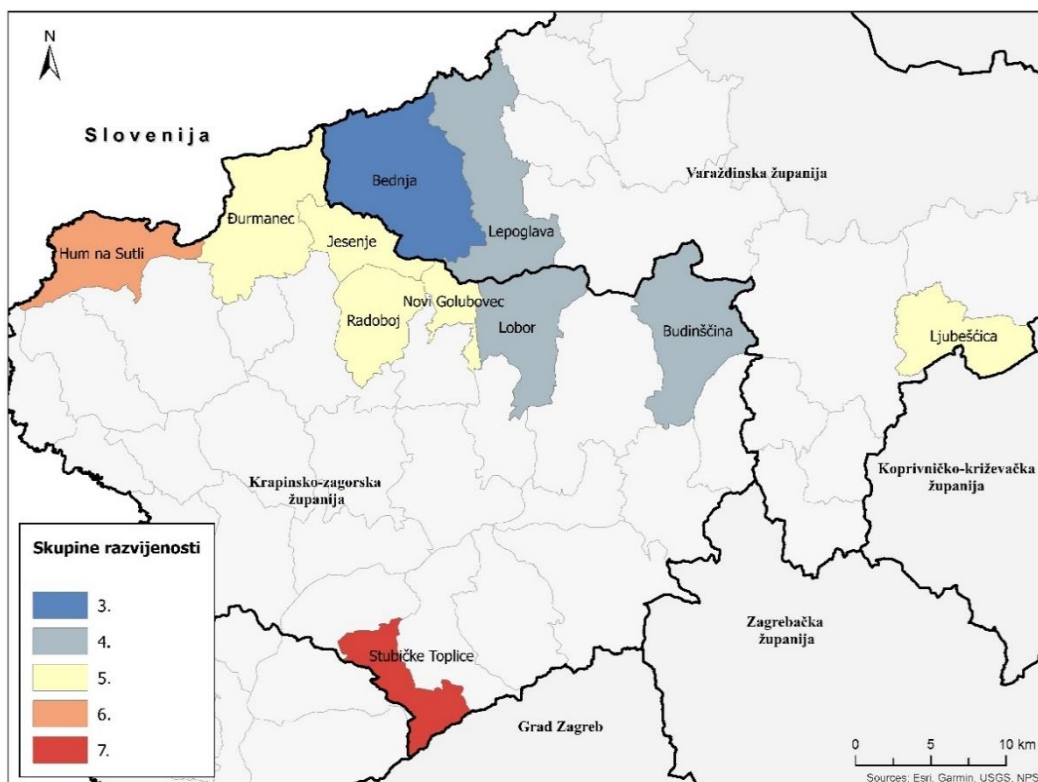 N
Slovenija
Varaždinska županija
Bednja
Đurmanec
Lepoglava
Jesenje
Hum na Sutli
Novi Golubovec
Radoboj
Lobor
Budinščina
Ljubešćica
Krapinsko-zagorska
županija
Koprivničko-križevačka
županija
Skupine razvijenosti
3.
4.
5.
6.
7.
Stubičke Toplice
Zagrebačka
županija
Grad Zagreb
0 5 10 km
Sources: Esri, Garmin, USGS, NPS